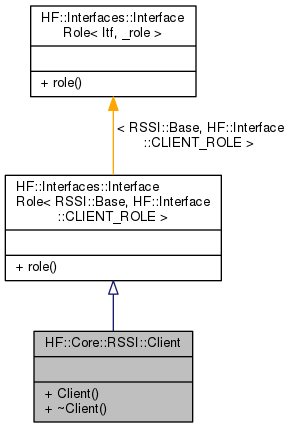 HF::Interfaces::Interface
Role< Itf, _role >
+ role()
< RSSI::Base, HF::Interface
::CLIENT_ROLE >
HF::Interfaces::Interface
Role< RSSI::Base, HF::Interface
::CLIENT_ROLE >
+ role()
HF::Core::RSSI::Client
+ Client()
+ ~Client()